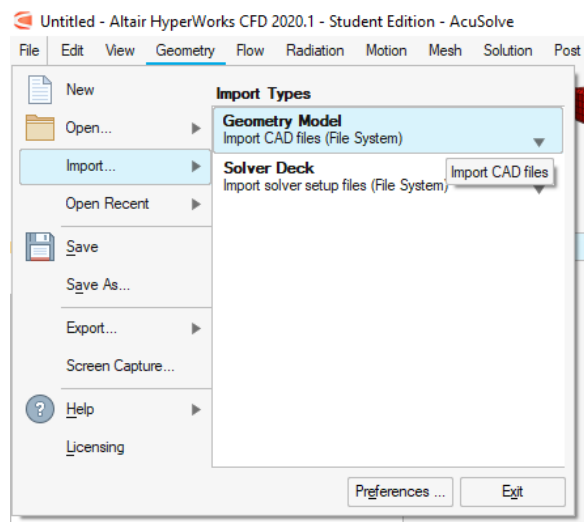 Untitled - Altair HyperWorks CFD 2020.1 - Student Edition - AcuSolve
File Edit View Geometry Flow Radiation Motion Mesh Solution Post
New
Open...
Import...
Open Recent
Save
Save As...
Export...
Screen Capture...
Help
Licensing
Import Types
Geometry Model
Import CAD files (File System)
Solver Deck
Import solver setup files (File System)
Import CAD files
Preferences ...
Exit